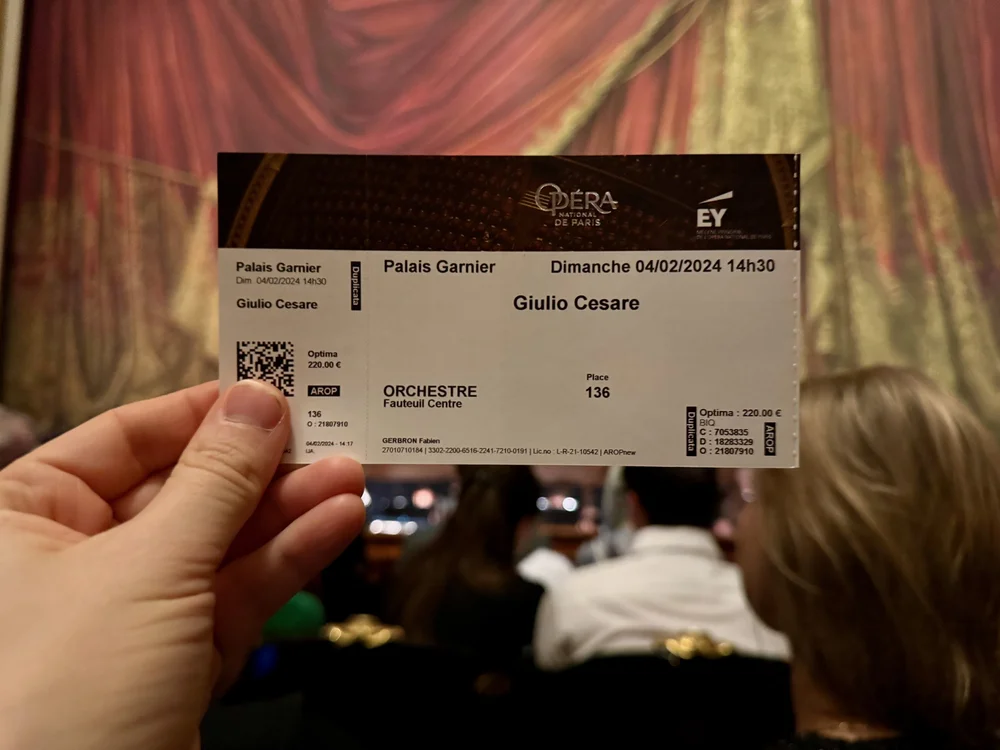 OPÉRA
NATIONAL
DE PARIS
EY
Palais Garnier
Dim. 04/02/2024 14h30
Giulio Cesare
Duplicata
Optima
220.00 €
AROP
136
O : 21807910
04/02/2024 - 14:17
Palais Garnier
Dimanche 04/02/2024 14h30
Giulio Cesare
ORCHESTRE
Fauteuil Centre
Place
136
GERBRON Fabien
27010710184 | 3302-2200-6516-2241-7210-0191 | Lic.no : L-R-21-10542 | AROPnew
Duplicata
Optima : 220.00 €
BIQ
C : 7053835
D : 18283329
O : 21807910
AROP